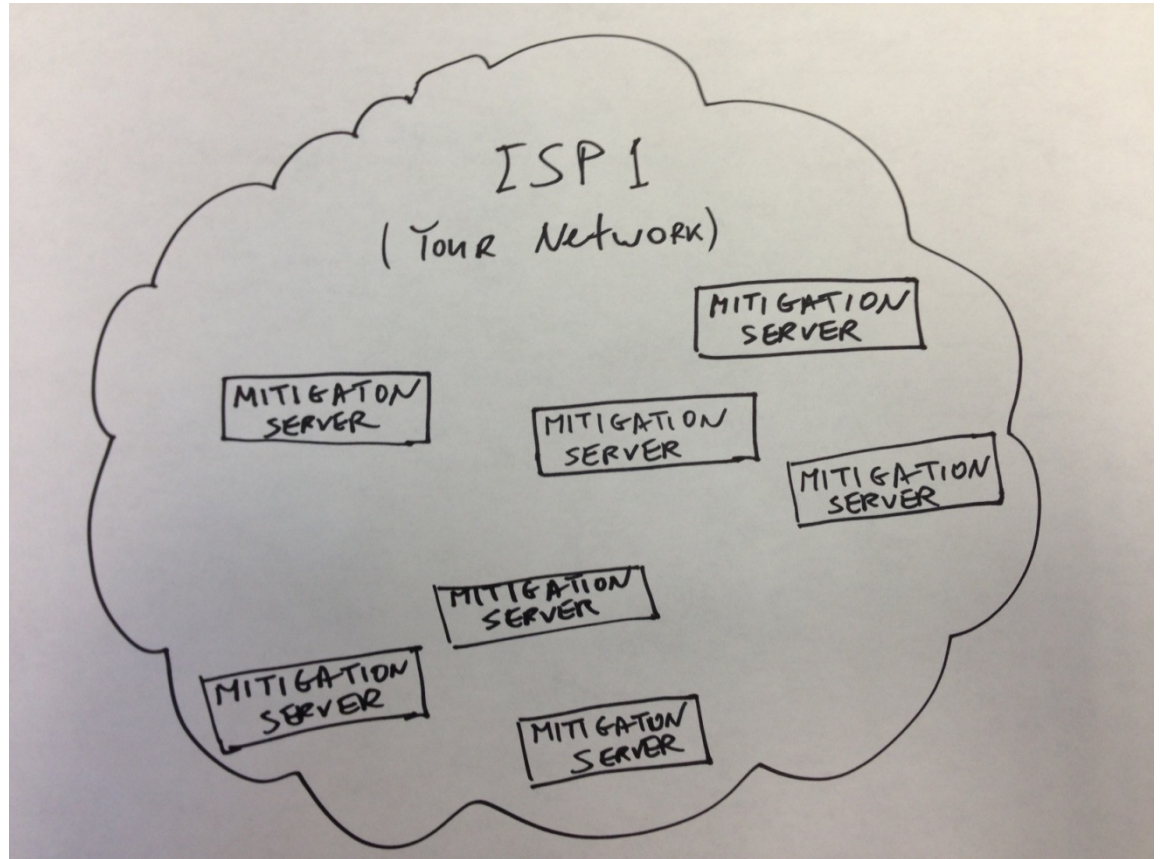 ISP 1
(Your Network)
MITIGATION
SERVER
MITIGATON
SERVER
MITIGATION
SERVER
MITIGATION
SERVER
MITIGATION
SERVER
MITIGATION
SERVER
MITIGATON
SERVER